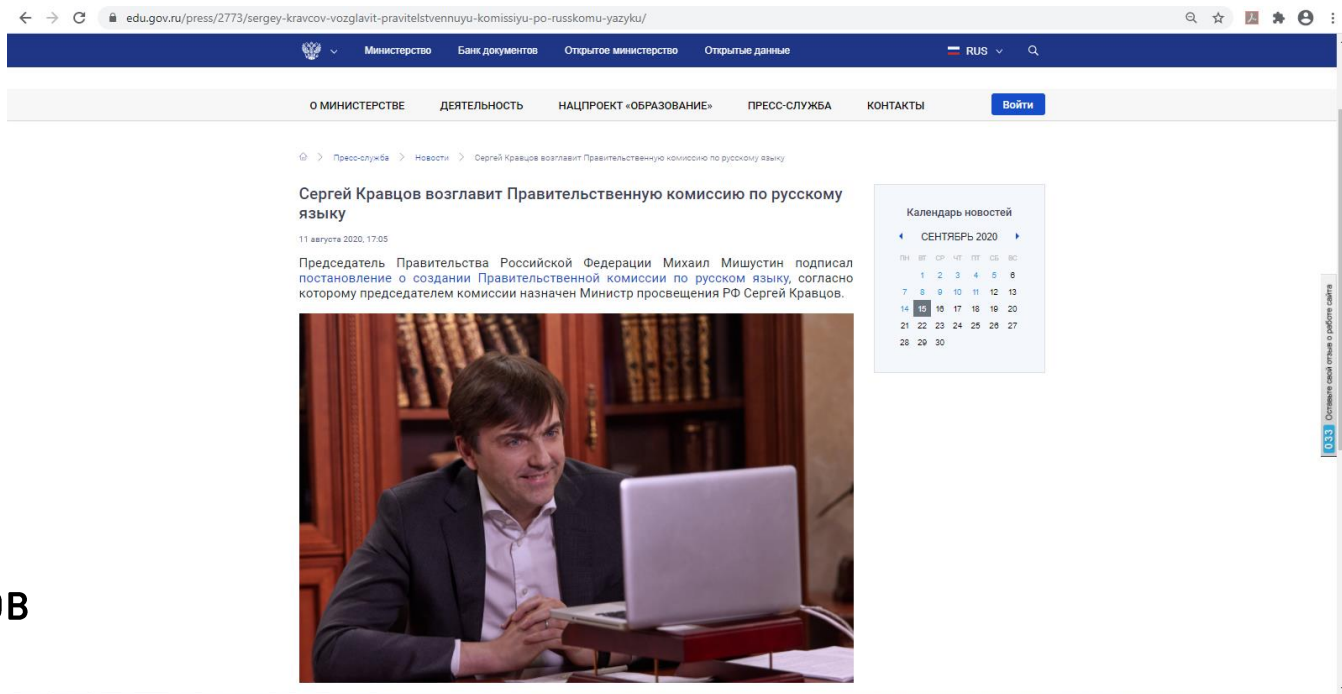 edu.gov.ru/press/2773/sergey-kravcov-vozglavit-pravitelstvennuyu-komissiyu-po-russkomu-yazyku/
Министерство Банк документов Открытое министерство Открытые данные RUS
О МИНИСТЕРСТВЕ ДЕЯТЕЛЬНОСТЬ НАЦПРОЕКТ «ОБРАЗОВАНИЕ» ПРЕСС-СЛУЖБА КОНТАКТЫ Войти
Пресс-служба > Новости > Сергей Кравцов возглавит Правительственную комиссию по русскому языку
Сергей Кравцов возглавит Правительственную комиссию по русскому
языку
11 августа 2020, 17:05
Председатель Правительства Российской Федерации Михаил Мишустин подписал
постановление о создании Правительственной комиссии по русском языку, согласно
которому председателем комиссии назначен Министр просвещения РФ Сергей Кравцов.
Календарь новостей
СЕНТЯБРЬ 2020
ПН ВТ СР ЧТ ПТ СБ ВС
1 2 3 4 5 6
7 8 9 10 11 12 13
14 15 16 17 18 19 20
21 22 23 24 25 26 27
28 29 30
033 Оставьте свой отзыв о работе сайта
ов